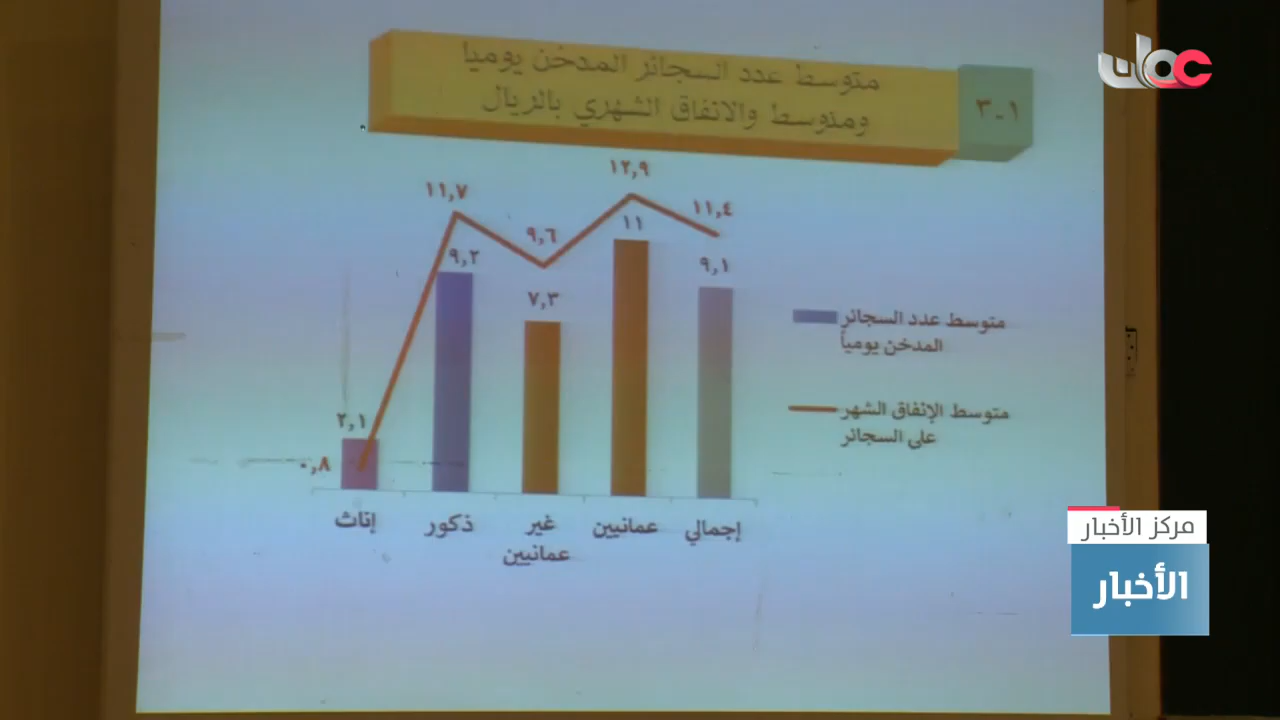 متوسط عدد السجائر المدخن يوميا
ومتوسط والانفاق الشهري بالريال
٣-١
١٢,٩
١١,٧
١١,٤
٩,٦
١١
٩,٢
٩,١
٧,٣
٢,١
٠,٨
متوسط عدد السجائر
المدخن يومياً
متوسط الإنفاق الشهر
على السجائر
إجمالي
عمانيين
غير
عمانيين
ذكور
إناث
عمان
مركز الأخبار
الأخبار